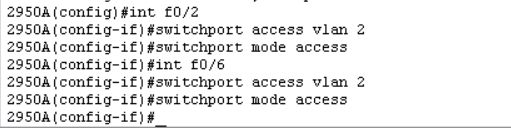 2950A(config)#int f0/2
2950A(config-if)#switchport access vlan 2
2950A(config-if)#switchport mode access
2950A(config-if)#int f0/6
2950A(config-if)#switchport access vlan 2
2950A(config-if)#switchport mode access
2950A(config-if)#_